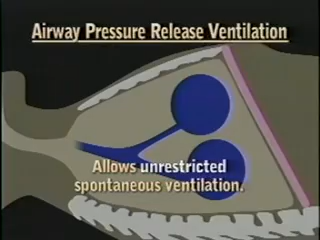 Airway Pressure Release Ventilation
Allows unrestricted
spontaneous ventilation.